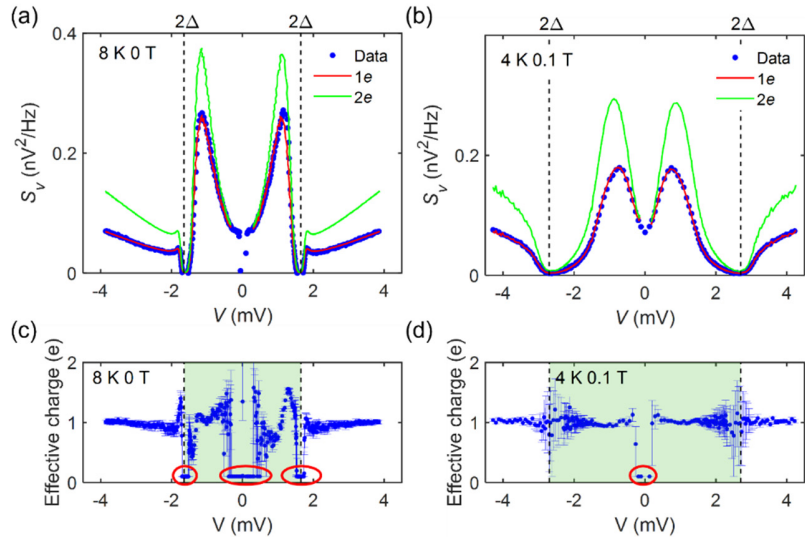 (a)
2Δ
2Δ
8 K 0 T
Data
1e
2e
S_V (nV²/Hz)
0.4
0.2
0
-4
-2
0
2
4
V (mV)
(b)
2Δ
2Δ
4 K 0.1 T
Data
1e
2e
S_V (nV²/Hz)
0.2
0
-4
-2
0
2
4
V (mV)
(c)
8 K 0 T
Effective charge (e)
2
1
0
-4
-2
0
2
4
V (mV)
(d)
4 K 0.1 T
Effective charge (e)
2
1
0
-4
-2
0
2
4
V (mV)